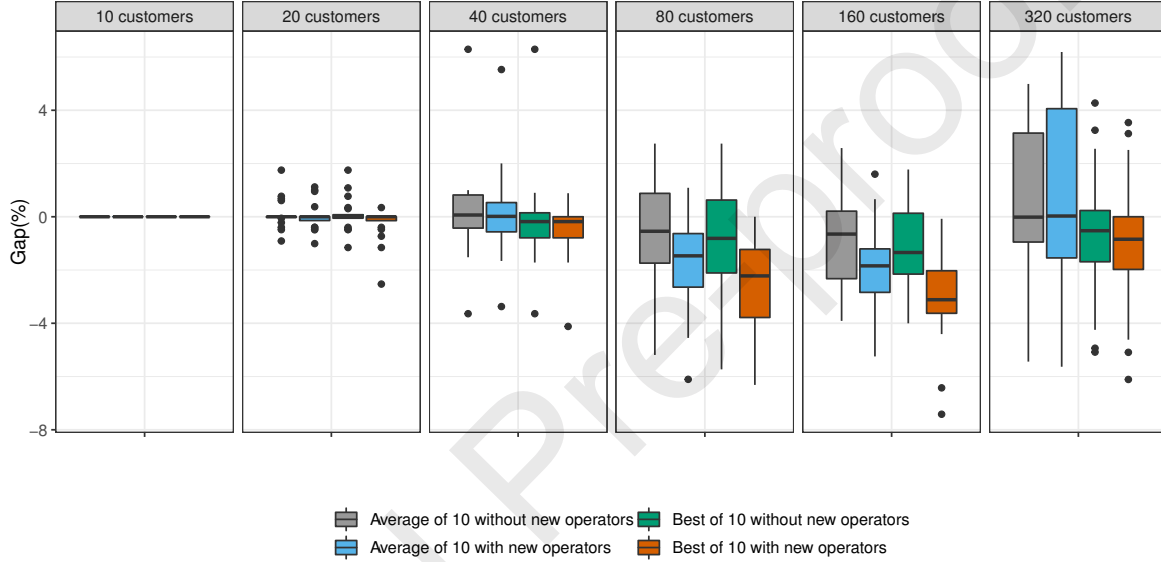 10 customers 20 customers 40 customers 80 customers 160 customers 320 customers
Gap(%)
4
0
−4
−8
Average of 10 without new operators Best of 10 without new operators
Average of 10 with new operators Best of 10 with new operators
Pre-proof